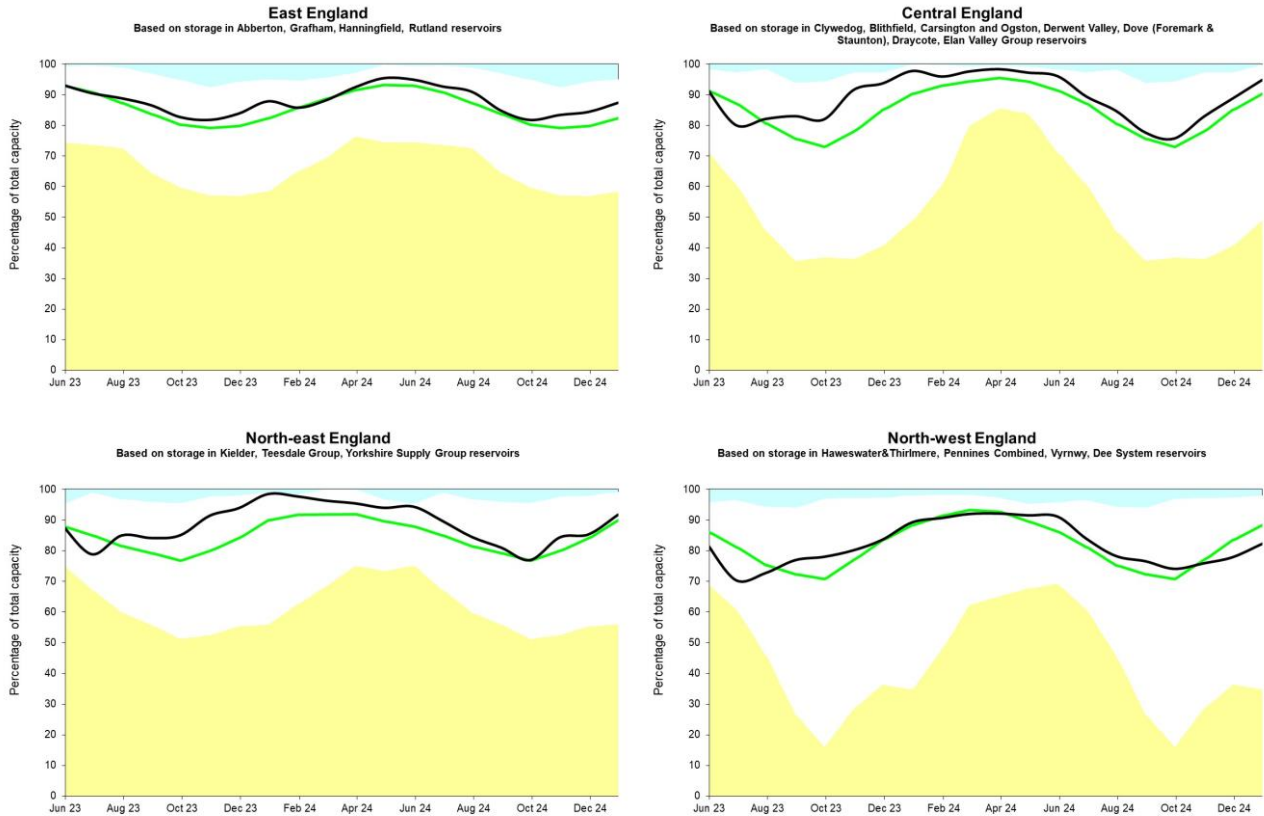 East England
Based on storage in Abberton, Grafham, Hanningfield, Rutland reservoirs
Percentage of total capacity
100
90
80
70
60
50
40
30
20
10
0
Jun 23 Aug 23 Oct 23 Dec 23 Feb 24 Apr 24 Jun 24 Aug 24 Oct 24 Dec 24
Central England
Based on storage in Clywedog, Blithfield, Carsington and Ogston, Derwent Valley, Dove (Foremark &
Staunton), Draycote, Elan Valley Group reservoirs
Percentage of total capacity
100
90
80
70
60
50
40
30
20
10
0
Jun 23 Aug 23 Oct 23 Dec 23 Feb 24 Apr 24 Jun 24 Aug 24 Oct 24 Dec 24
North-east England
Based on storage in Kielder, Teesdale Group, Yorkshire Supply Group reservoirs
Percentage of total capacity
100
90
80
70
60
50
40
30
20
10
0
Jun 23 Aug 23 Oct 23 Dec 23 Feb 24 Apr 24 Jun 24 Aug 24 Oct 24 Dec 24
North-west England
Based on storage in Haweswater&Thirlmere, Pennines Combined, Vyrnwy, Dee System reservoirs
Percentage of total capacity
100
90
80
70
60
50
40
30
20
10
0
Jun 23 Aug 23 Oct 23 Dec 23 Feb 24 Apr 24 Jun 24 Aug 24 Oct 24 Dec 24